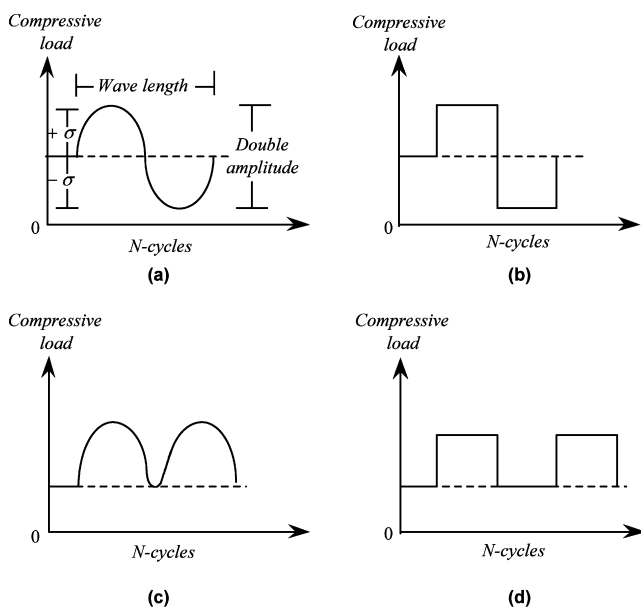 Compressive
load
Wave length
+ σ
− σ
Double
amplitude
0
N-cycles
(a)
Compressive
load
0
N-cycles
(b)
Compressive
load
0
N-cycles
(c)
Compressive
load
0
N-cycles
(d)